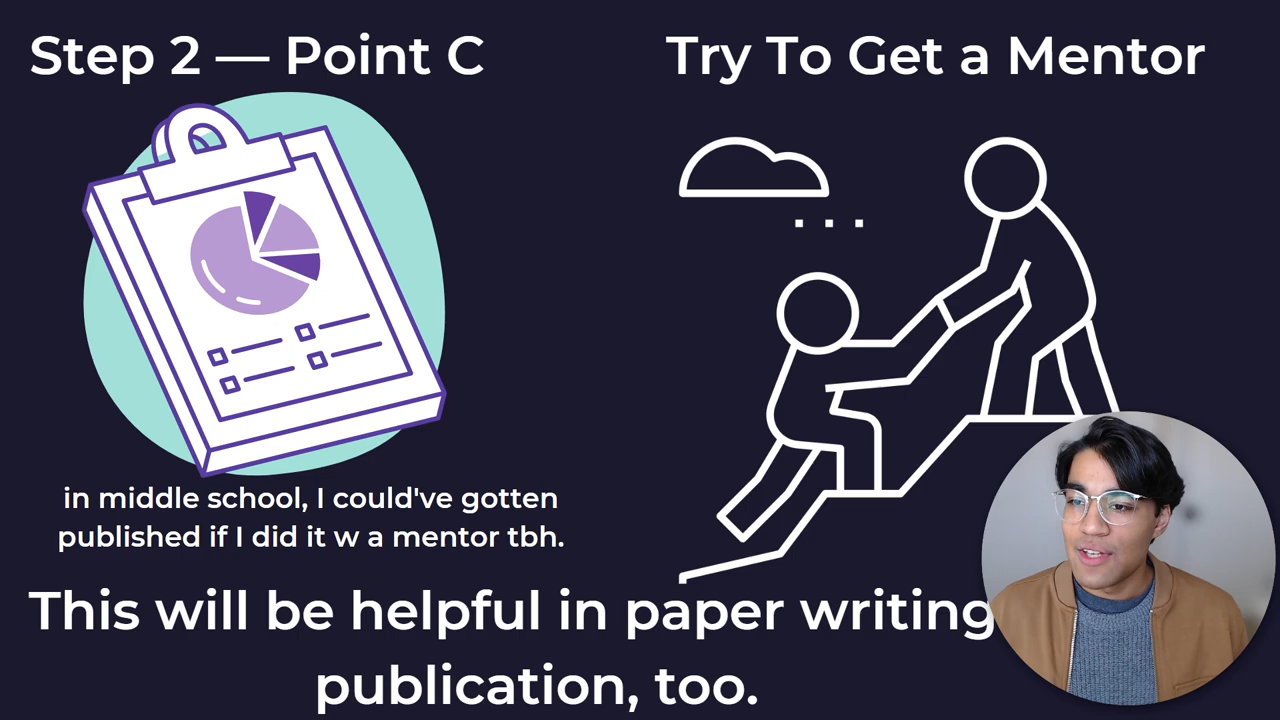 Step 2 — Point C
Try To Get a Mentor
in middle school, I could've gotten
published if I did it w a mentor tbh.
This will be helpful in paper writing
publication, too.